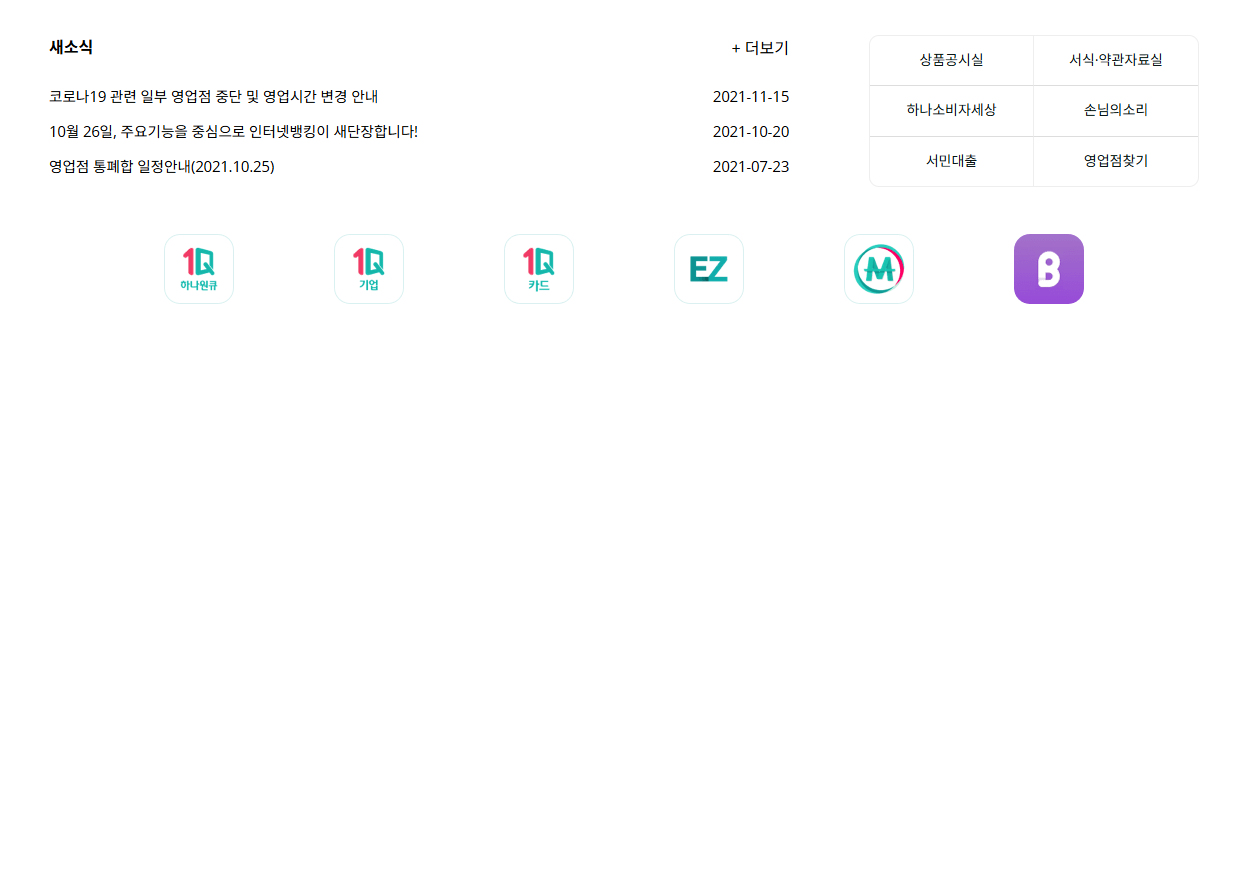 새소식
+ 더보기
코로나19 관련 일부 영업점 중단 및 영업시간 변경 안내 2021-11-15
10월 26일, 주요기능을 중심으로 인터넷뱅킹이 새단장합니다! 2021-10-20
영업점 통폐합 일정안내(2021.10.25) 2021-07-23
상품공시실 서식·약관자료실
하나소비자세상 손님의소리
서민대출 영업점찾기
1Q
하나원큐
1Q
기업
1Q
카드
EZ
M
B